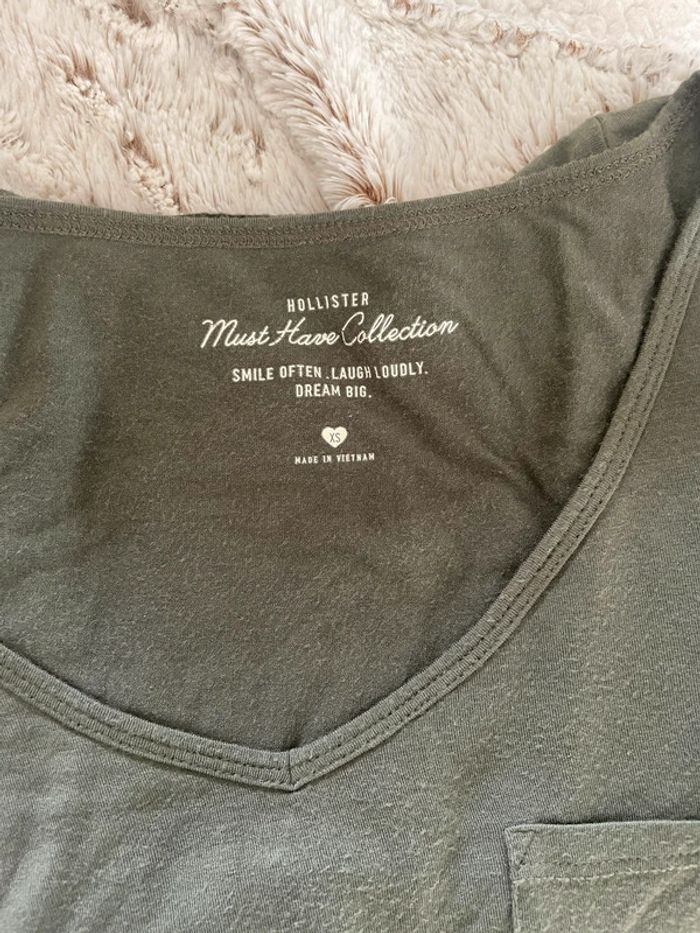 HOLLISTER
Must Have Collection
SMILE OFTEN.LAUGH LOUDLY.
DREAM BIG.
XS
MADE IN VIETNAM